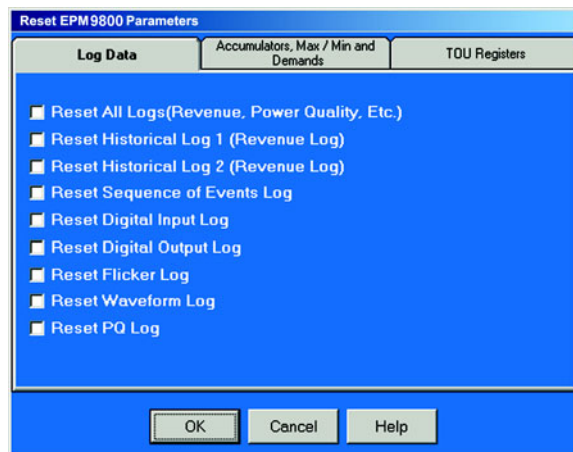 Reset EPM9800 Parameters
Log Data
Accumulators, Max / Min and
Demands
TOU Registers
Reset All Logs(Revenue, Power Quality, Etc.)
Reset Historical Log 1 (Revenue Log)
Reset Historical Log 2 (Revenue Log)
Reset Sequence of Events Log
Reset Digital Input Log
Reset Digital Output Log
Reset Flicker Log
Reset Waveform Log
Reset PQ Log
OK
Cancel
Help